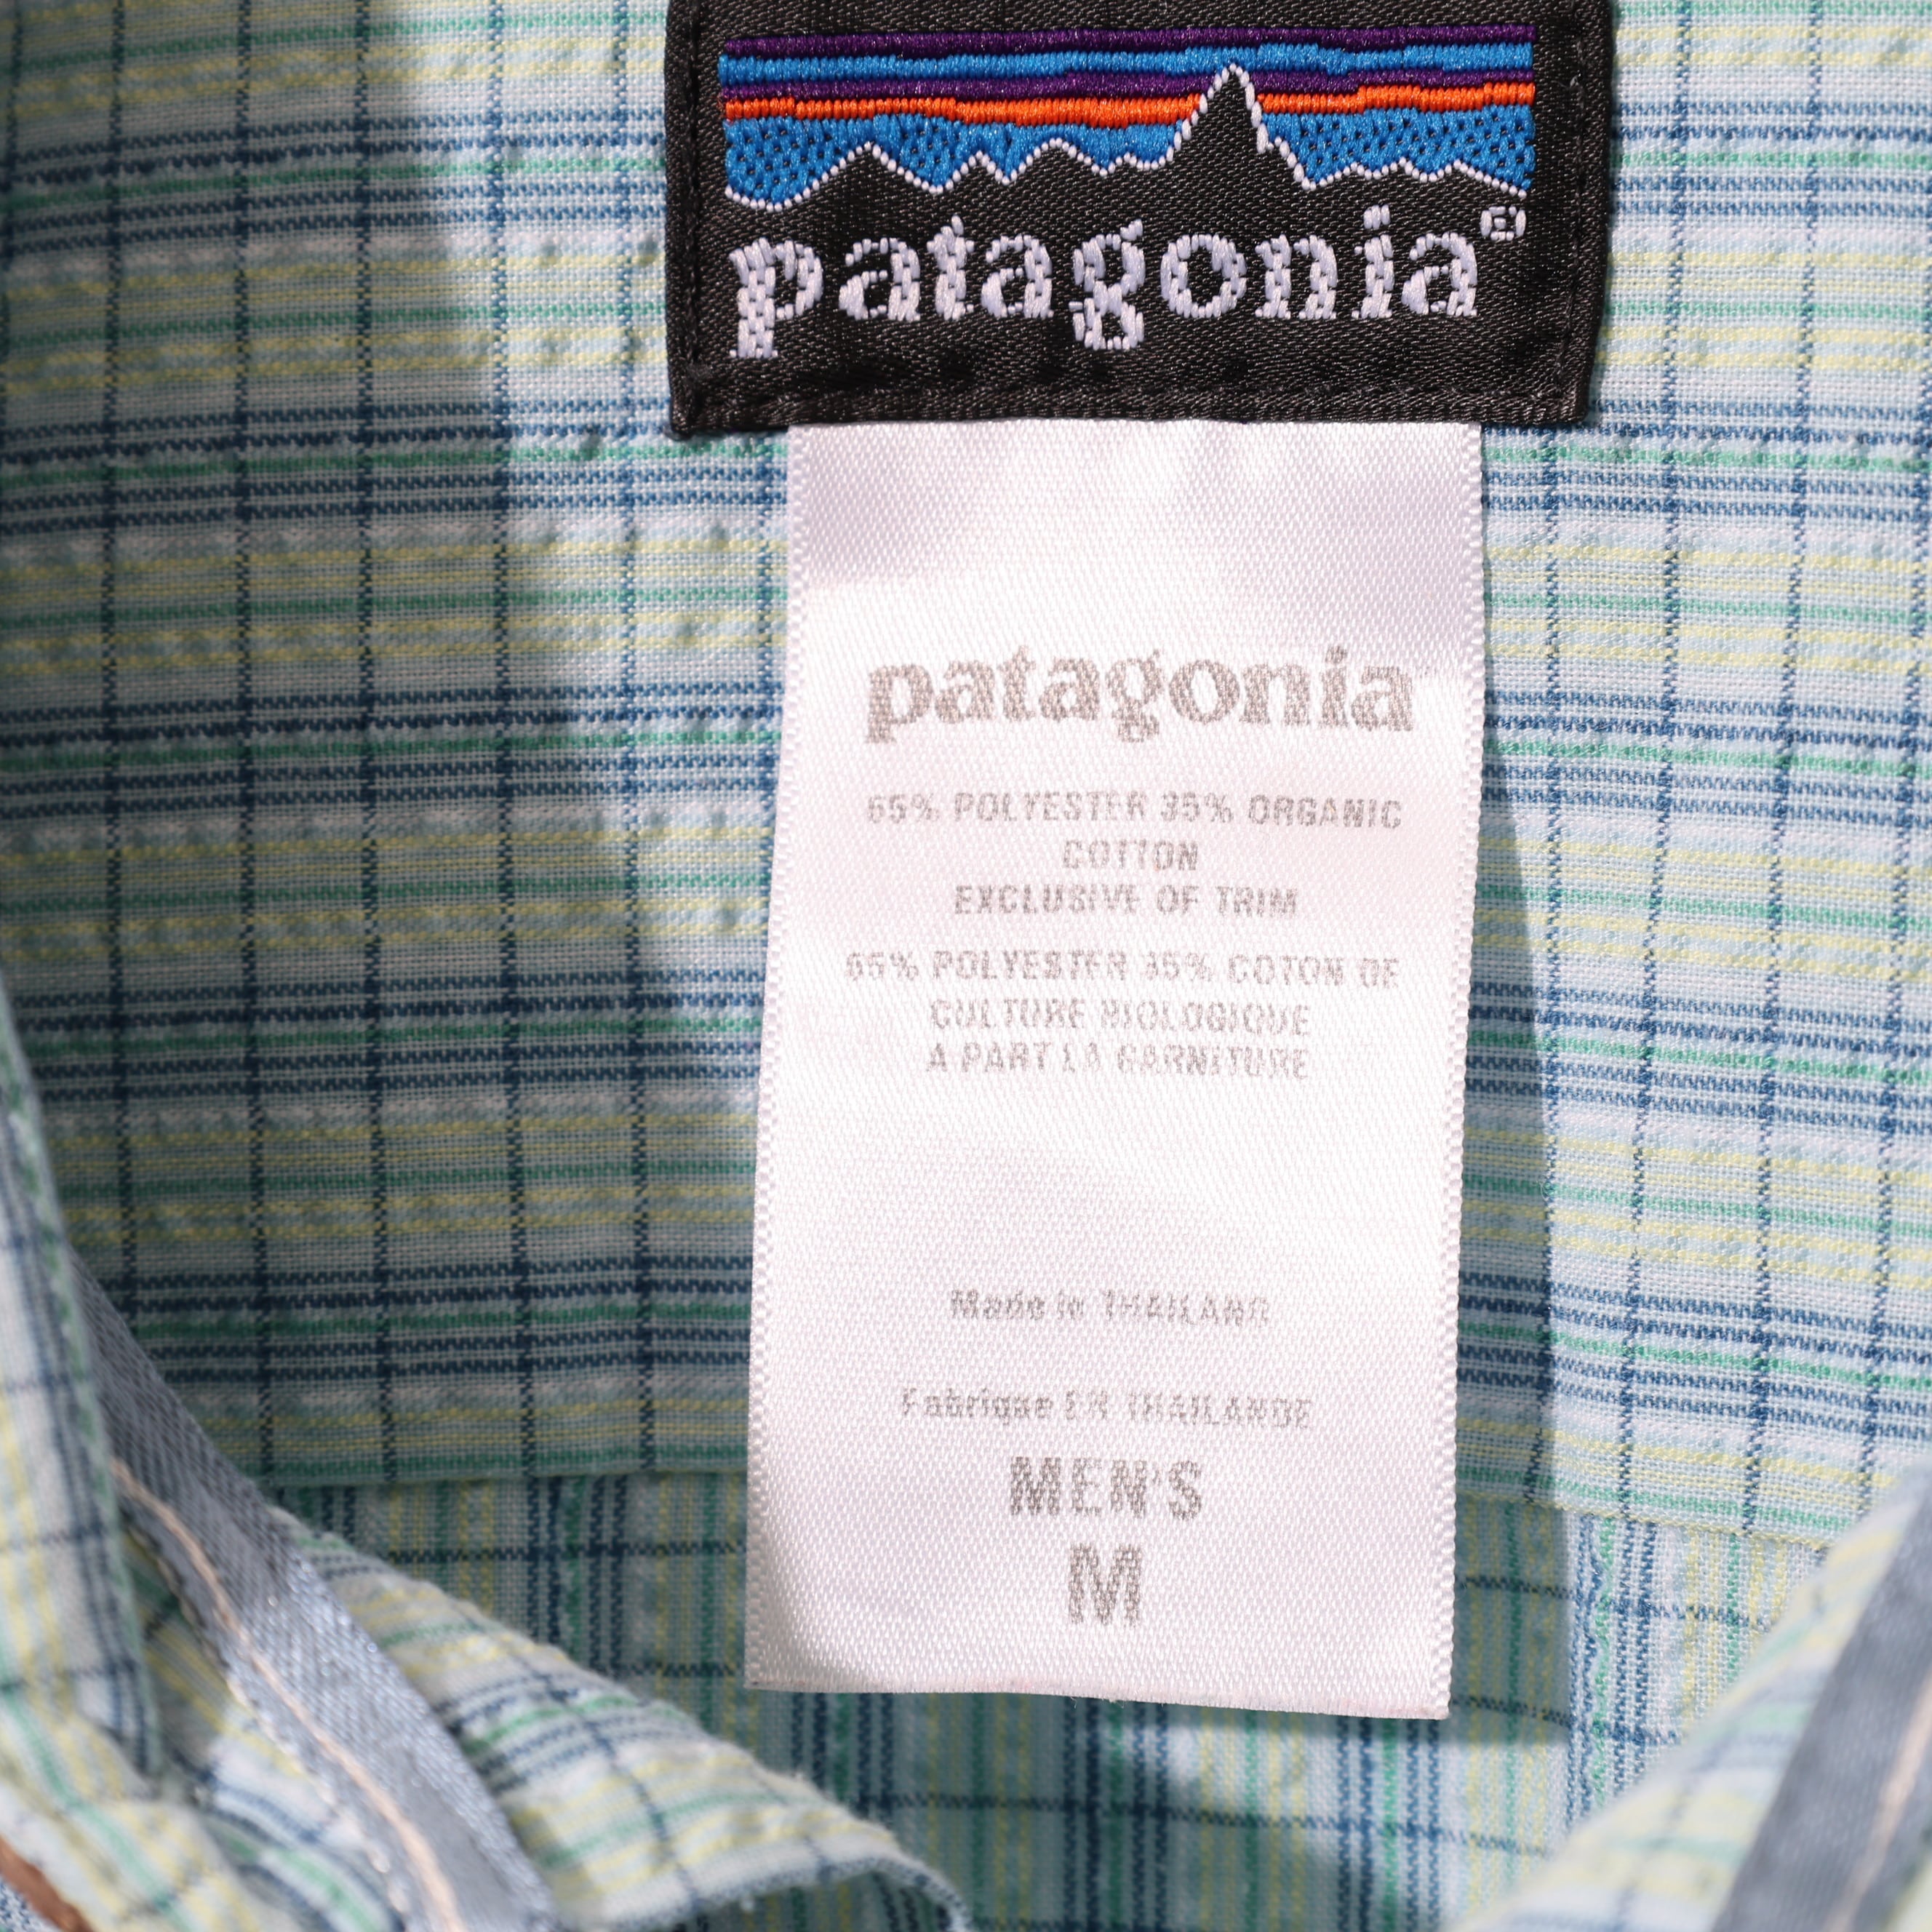 patagonia®
patagonia
65% POLYESTER 35% ORGANIC
COTTON
EXCLUSIVE OF TRIM
65% POLYESTER 35% COTON DE
CULTURE BIOLOGIQUE
A PART LA GARNITURE
Made in THAILAND
Fabrique EN THAILANDE
MEN'S
M